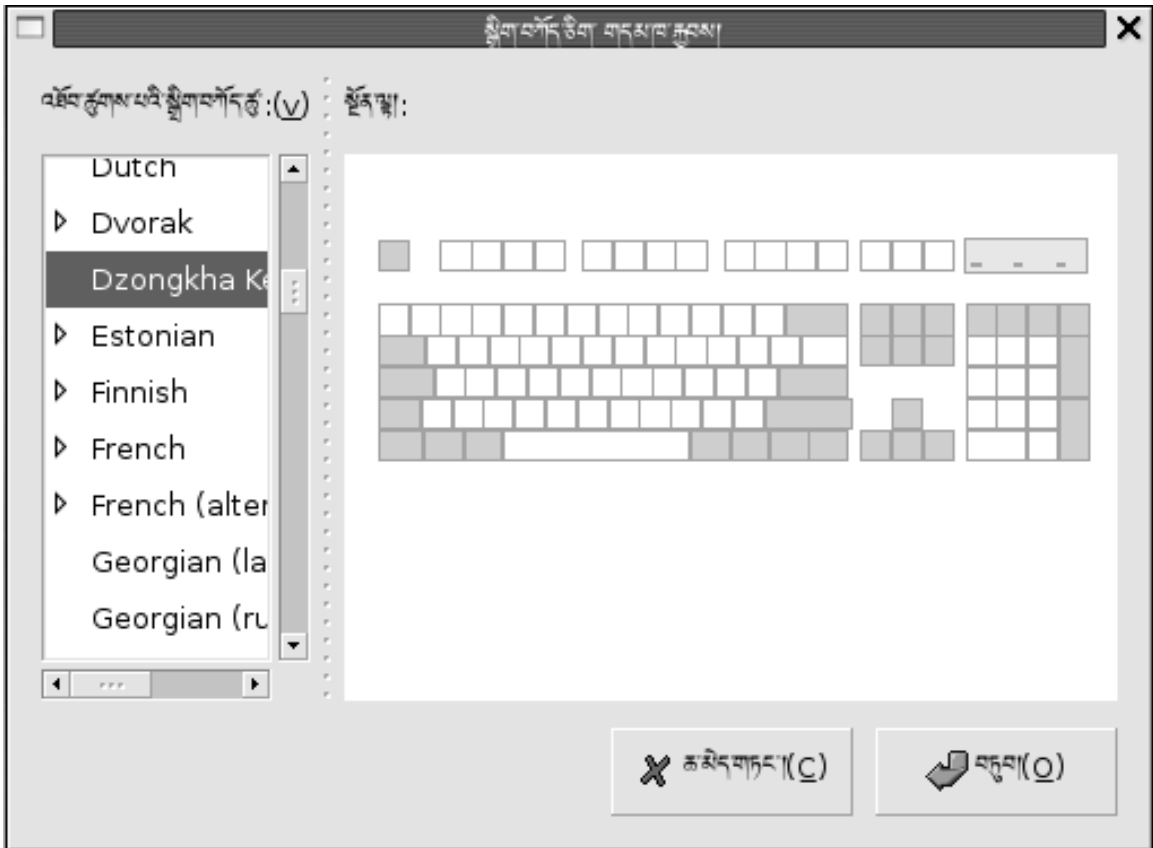 སྒྲིག་བཀོད་ཅིག་ གདམ་ཁ་རྐྱབས།
འཐོབ་ཚུགས་པའི་སྒྲིག་བཀོད་ཚུ་:(v)
སྔོན་ལྟ།:
Dutch
Dvorak
Dzongkha Ke
Estonian
Finnish
French
French (alter
Georgian (la
Georgian (ru
ཆ་མེད་གཏང་།(C)
བཏུབ།(O)